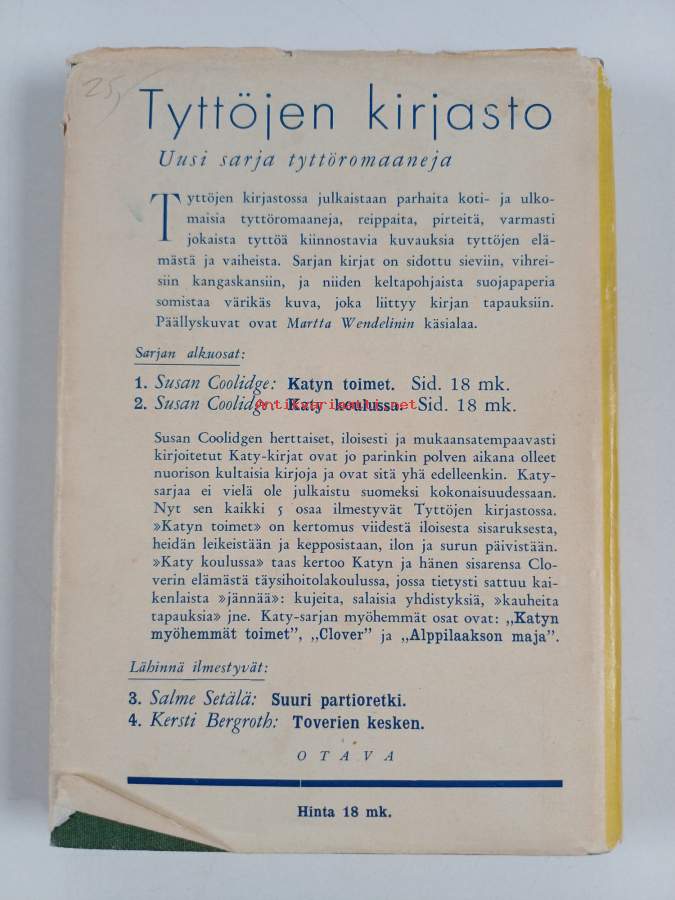 25,
Tyttöjen kirjasto
Uusi sarja tyttöromaaneja
Tyttöjen kirjastossa julkaistaan parhaita koti- ja ulko-
maisia tyttöromaaneja, reippaita, pirteitä, varmasti
jokaista tyttöä kiinnostavia kuvauksia tyttöjen elä-
mästä ja vaiheista. Sarjan kirjat on sidottu sieviin, vihrei-
siin kangaskansiin, ja niiden keltapohjaista suojapaperia
somistaa värikäs kuva, joka liittyy kirjan tapauksiin.
Päällyskuvat ovat Martta Wendelinin käsialaa.
Sarjan alkuosat:
1. Susan Coolidge: Katyn toimet. Sid. 18 mk.
2. Susan Coolidge: Katy koulussa. Sid. 18 mk.
antikvariaatti.net
Susan Coolidgen herttaiset, iloisesti ja mukaansatempaavasti
kirjoitetut Katy-kirjat ovat jo parinkin polven aikana olleet
nuorison kultaisia kirjoja ja ovat sitä yhä edelleenkin. Katy-
sarjaa ei vielä ole julkaistu suomeksi kokonaisuudessaan.
Nyt sen kaikki 5 osaa ilmestyvät Tyttöjen kirjastossa.
»Katyn toimet» on kertomus viidestä iloisesta sisaruksesta,
heidän leikeistään ja kepposistaan, ilon ja surun päivistään.
»Katy koulussa» taas kertoo Katyn ja hänen sisarensa Clo-
verin elämästä täysihoitolakoulussa, jossa tietysti sattuu kai-
kenlaista »jännää»: kujeita, salaisia yhdistyksiä, »kauheita
tapauksia» jne. Katy-sarjan myöhemmät osat ovat: „Katyn
myöhemmät toimet”, „Clover” ja „Alppilaakson maja”.
Lähinnä ilmestyvät:
3. Salme Setälä: Suuri partioretki.
4. Kersti Bergroth: Toverien kesken.
OTAVA
Hinta 18 mk.